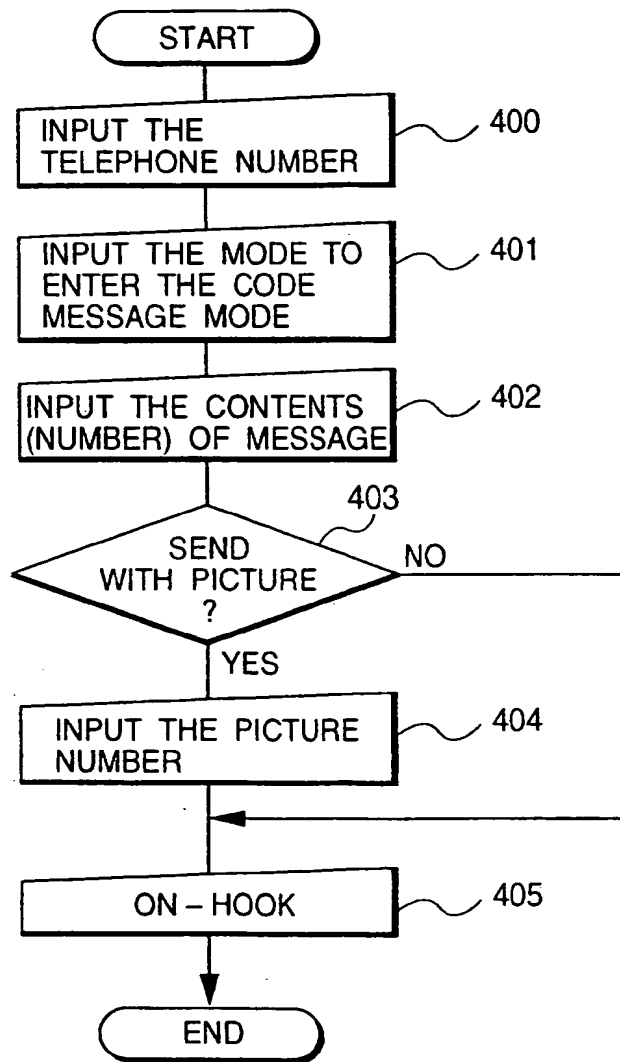 START
INPUT THE
TELEPHONE NUMBER
400
INPUT THE MODE TO
ENTER THE CODE
MESSAGE MODE
401
INPUT THE CONTENTS
(NUMBER) OF MESSAGE
402
403
SEND
WITH PICTURE
?
NO
YES
INPUT THE PICTURE
NUMBER
404
ON-HOOK
405
END